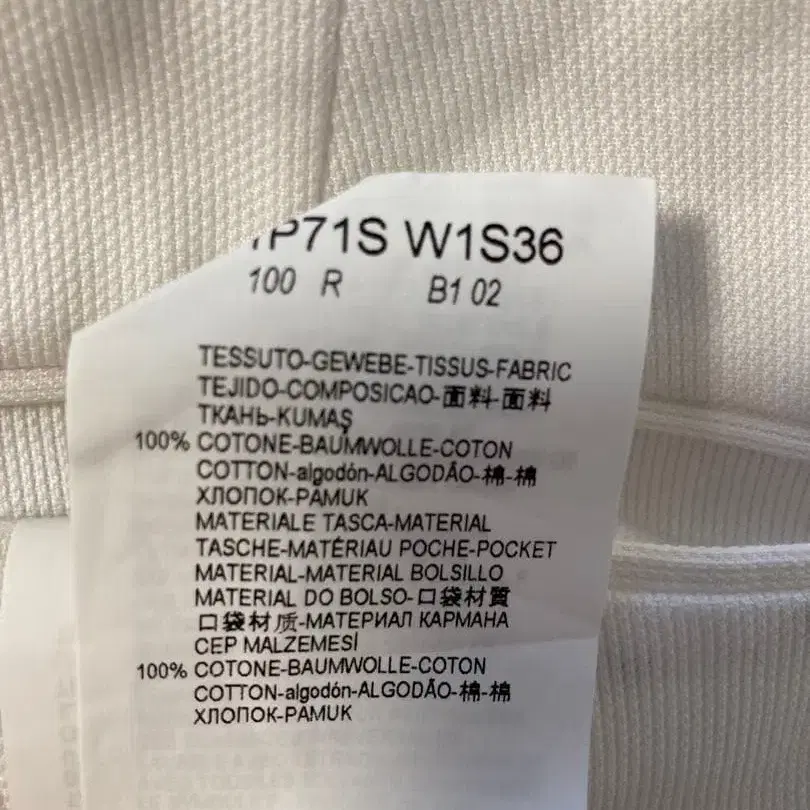 P71S W1S36
100 R B1 02
TESSUTO-GEWEBE-TISSUS-FABRIC
TEJIDO-COMPOSICAO-面料-面料
ТКАНЬ-KUMAŞ
100% COTONE-BAUMWOLLE-COTON
COTTON-algodón-ALGODÃO-棉-棉
ХЛОПОК-PAMUK
MATERIALE TASCA-MATERIAL
TASCHE-MATÉRIAU POCHE-POCKET
MATERIAL-MATERIAL BOLSILLO
MATERIAL DO BOLSO-口袋材質
口袋材质-МАТЕРИАЛ КАРМАНА
CEP MALZEMESİ
100% COTONE-BAUMWOLLE-COTON
COTTON-algodón-ALGODÃO-棉-棉
ХЛОПОК-PAMUK